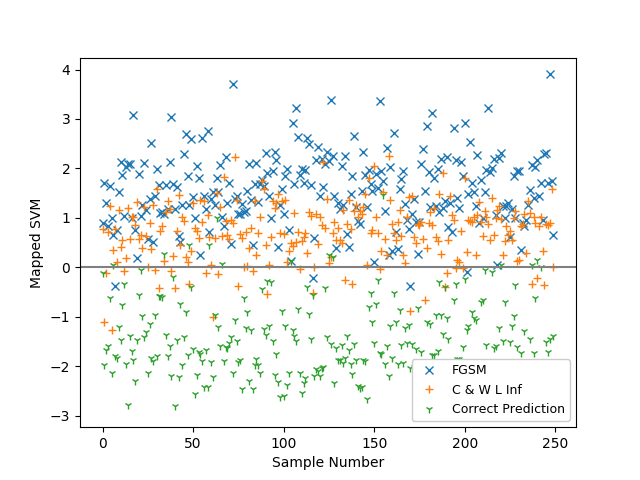 4
3
2
1
0
−1
−2
−3
Mapped SVM
FGSM
C & W L Inf
Correct Prediction
0 50 100 150 200 250
Sample Number